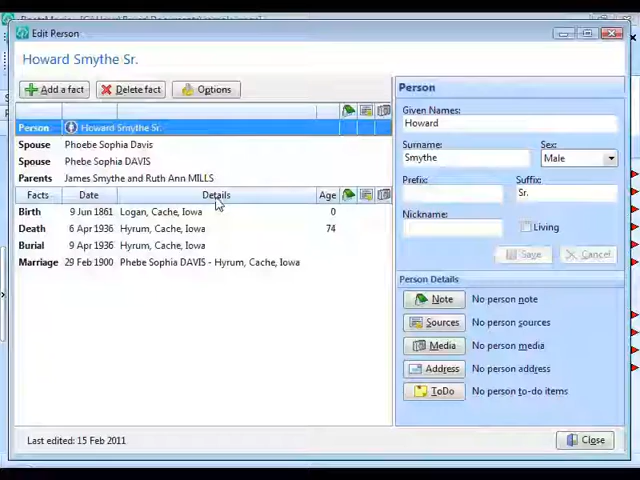 Edit Person
Howard Smythe Sr.
Add a fact
Delete fact
Options
Person Howard Smythe Sr.
Spouse Phoebe Sophia Davis
Spouse Phebe Sophia DAVIS
Parents James Smythe and Ruth Ann MILLS
Facts Date Details Age
Birth 9 Jun 1861 Logan, Cache, Iowa 0
Death 6 Apr 1936 Hyrum, Cache, Iowa 74
Burial 9 Apr 1936 Hyrum, Cache, Iowa
Marriage 29 Feb 1900 Phebe Sophia DAVIS - Hyrum, Cache, Iowa
Last edited: 15 Feb 2011
Person
Given Names:
Howard
Surname: Sex:
Smythe Male
Prefix: Suffix:
Sr.
Nickname:
Living
Save Cancel
Person Details
Note No person note
Sources No person sources
Media No person media
Address No person address
ToDo No person to-do items
Close